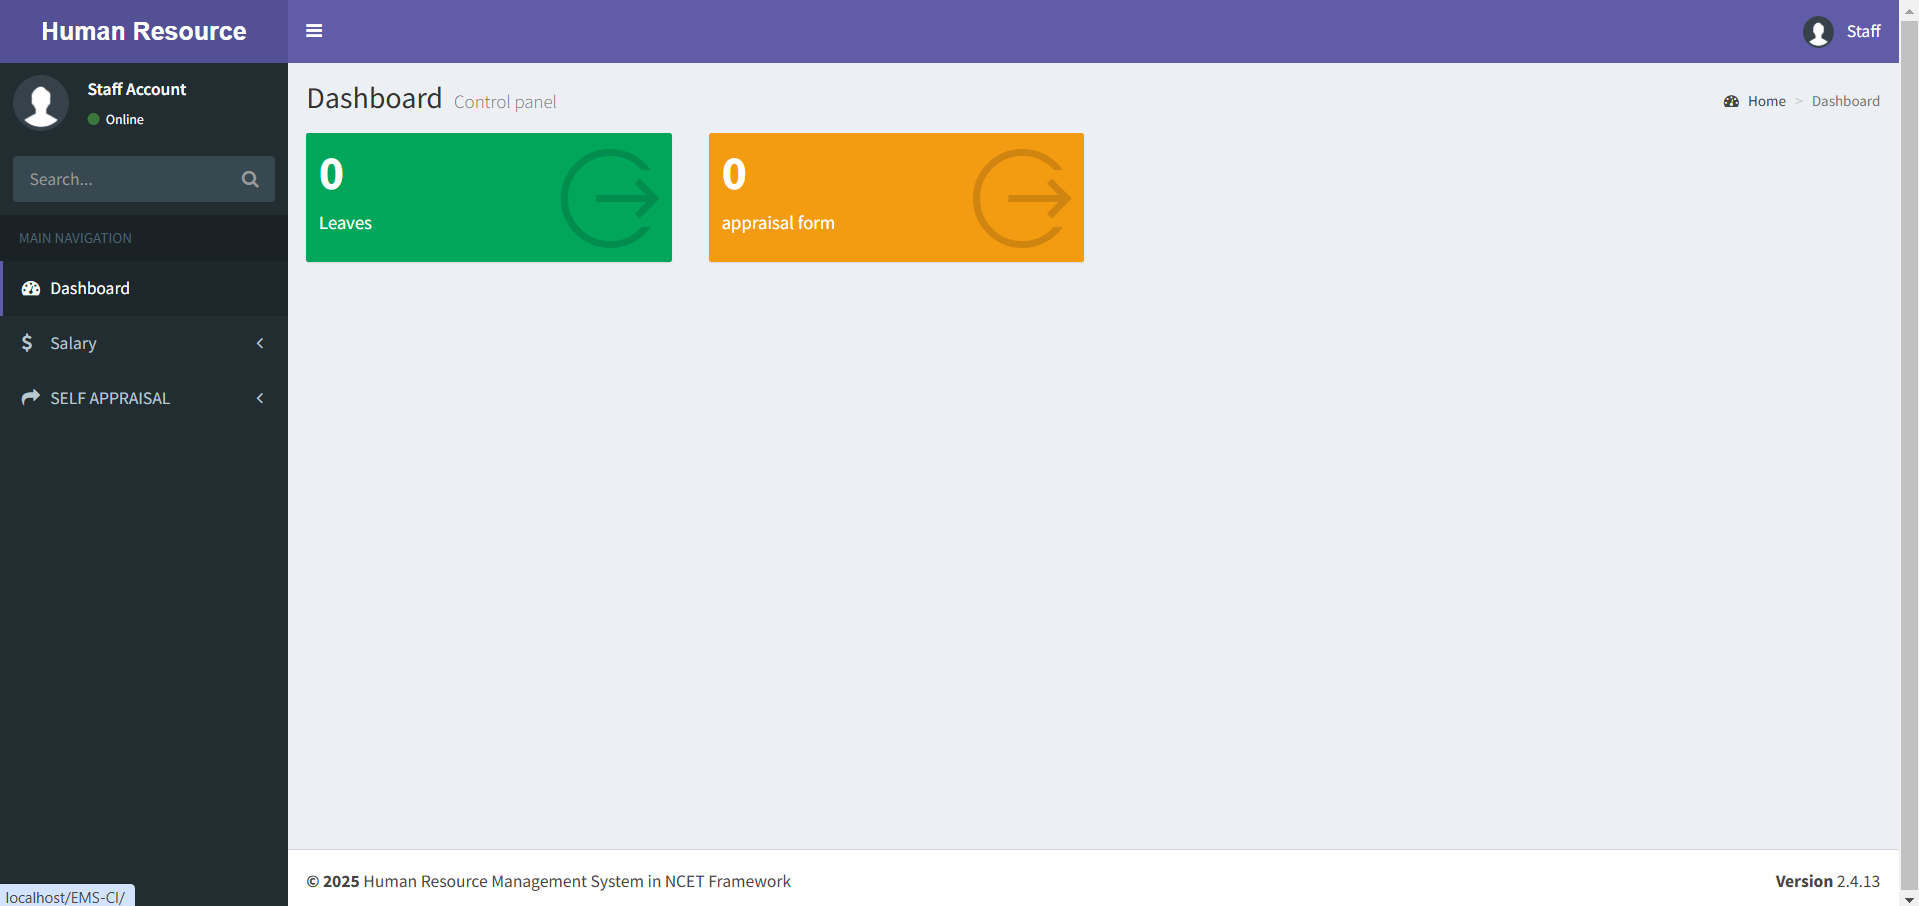 Human Resource
Staff
Staff Account
Online
Search...
MAIN NAVIGATION
Dashboard
$ Salary
SELF APPRAISAL
Dashboard Control panel
Home > Dashboard
0
Leaves
0
appraisal form
© 2025 Human Resource Management System in NCET Framework
Version 2.4.13
localhost/EMS-CI/